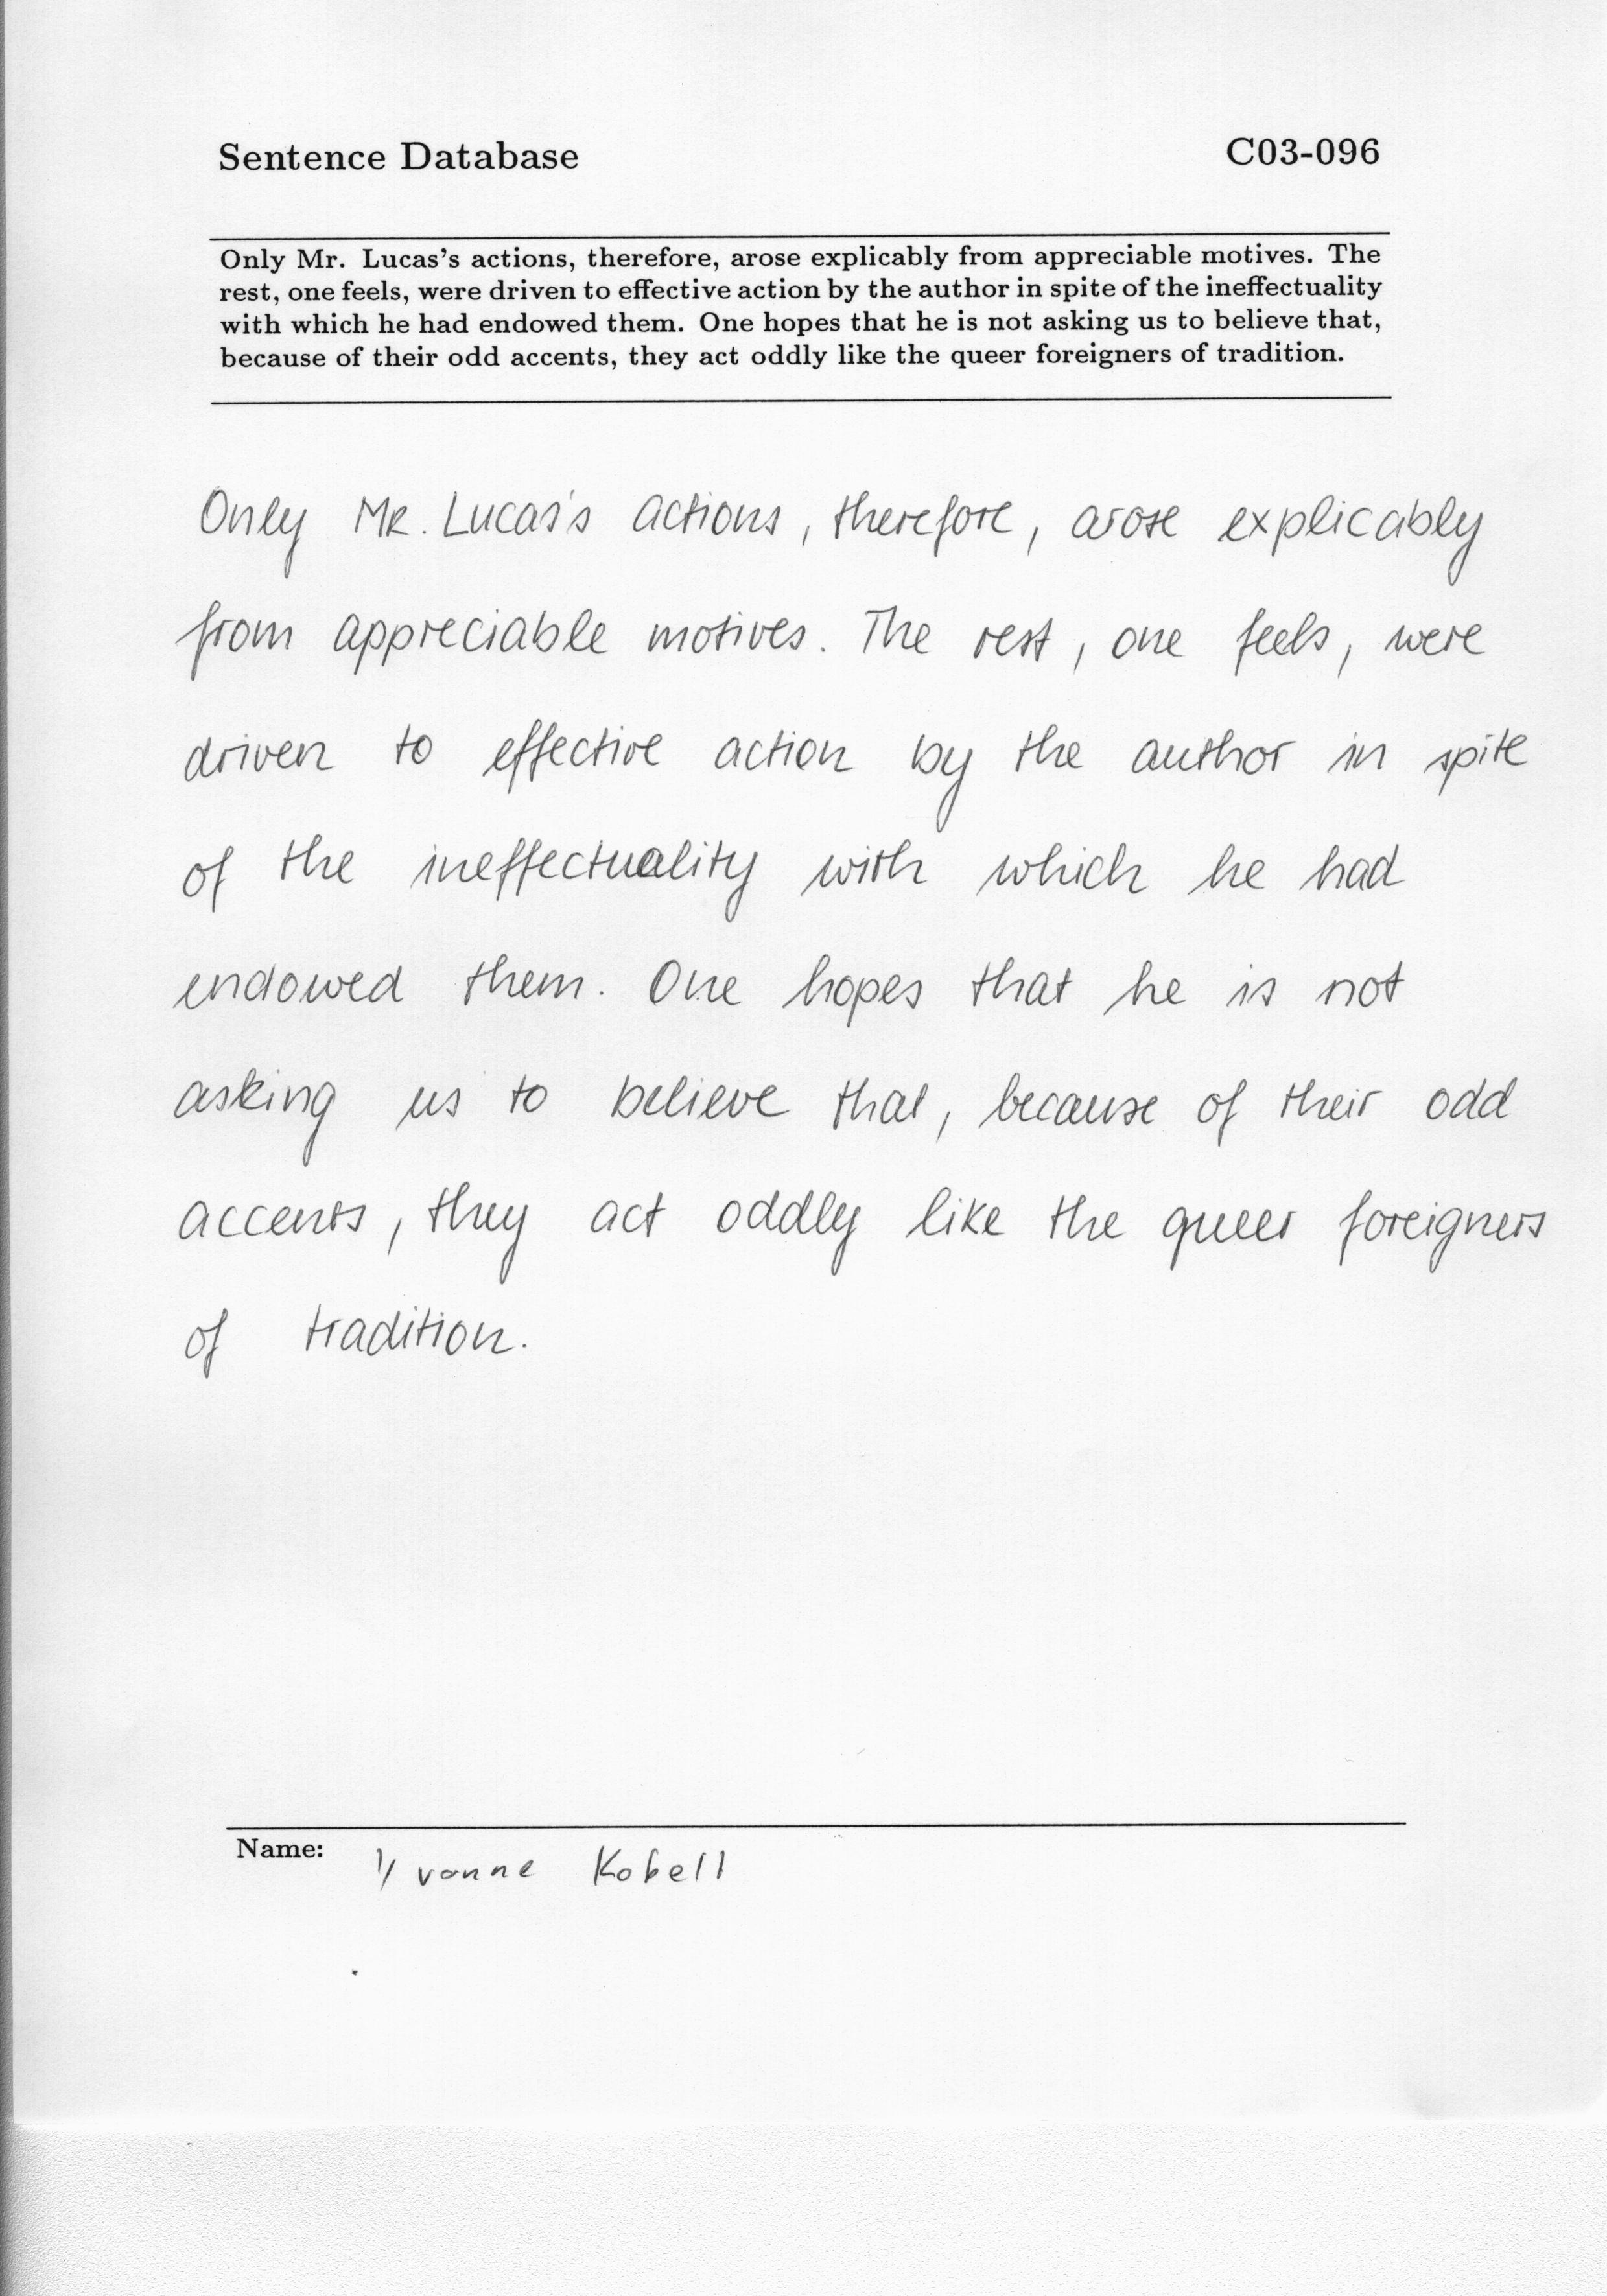 Sentence Database C03-096
Only Mr. Lucas's actions, therefore, arose explicably from appreciable motives. The
rest, one feels, were driven to effective action by the author in spite of the ineffectuality
with which he had endowed them. One hopes that he is not asking us to believe that,
because of their odd accents, they act oddly like the queer foreigners of tradition.
Only Mr. Lucas's actions, therefore, arose explicably
from appreciable motives. The rest, one feels, were
driven to effective action by the author in spite
of the ineffectuality with which he had
endowed them. One hopes that he is not
asking us to believe that, because of their odd
accents, they act oddly like the queer foreigners
of tradition.
Name: Yvonne Kobell